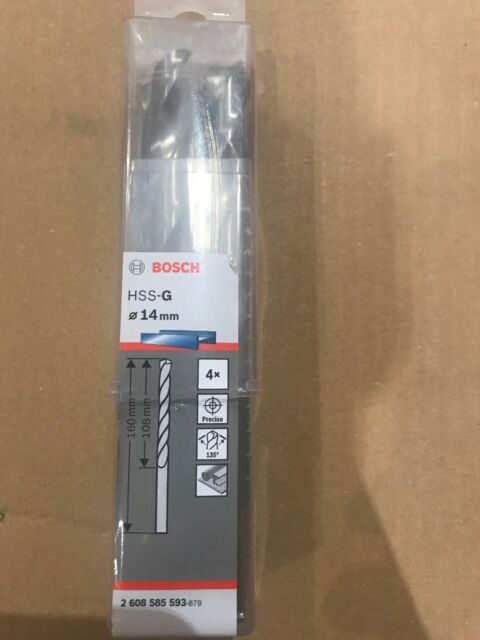 BOSCH
HSS-G
ø 14 mm
4×
160 mm
108 mm
Precise
135°
2 608 585 593-879